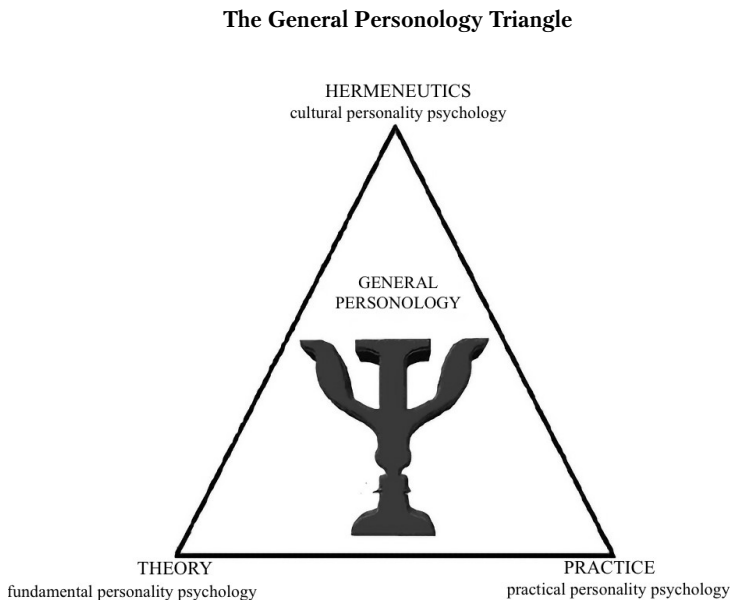 The General Personology Triangle
HERMENEUTICS
cultural personality psychology
GENERAL
PERSONOLOGY
THEORY
fundamental personality psychology
PRACTICE
practical personality psychology